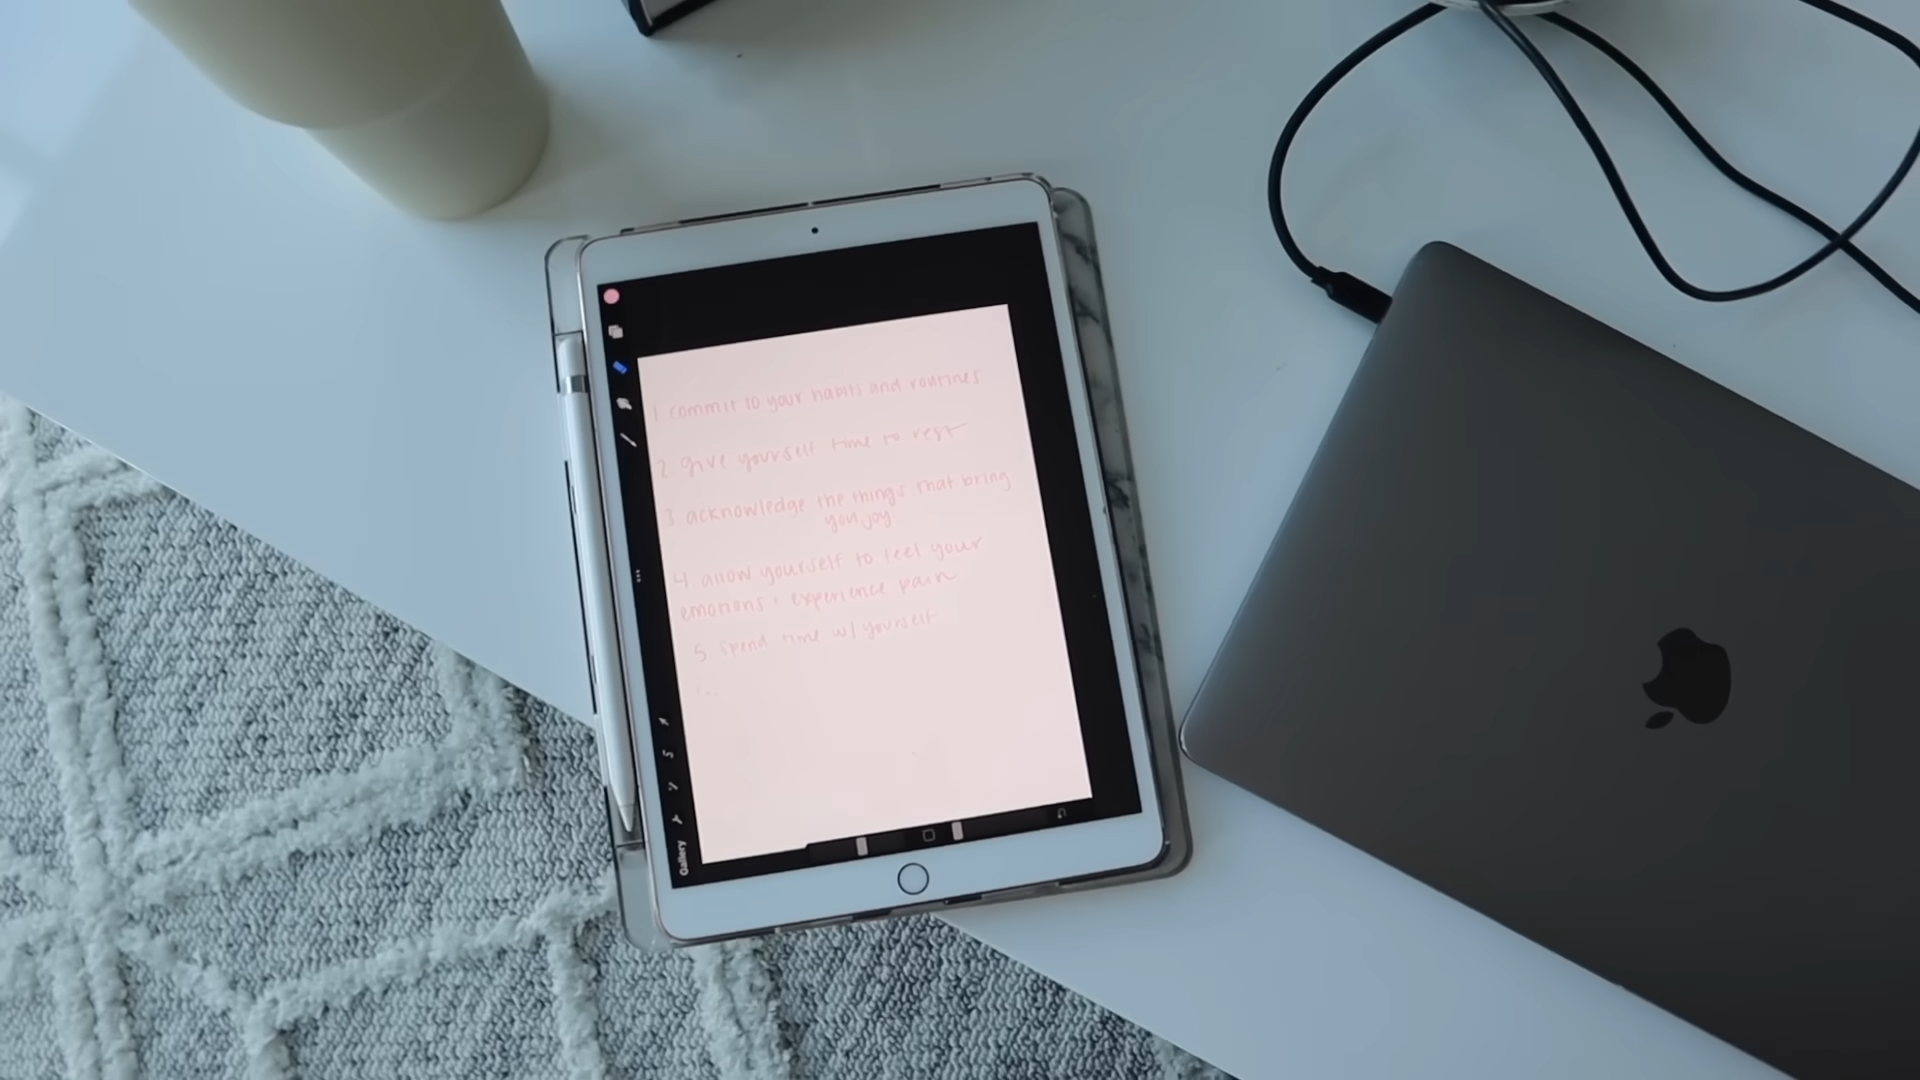 1 commit to your habits and routines
2. give yourself time to rest
3. acknowledge the things that bring
you joy
4 allow yourself to feel your
emotions + experience pain
5. spend time w/ yourself
Gallery